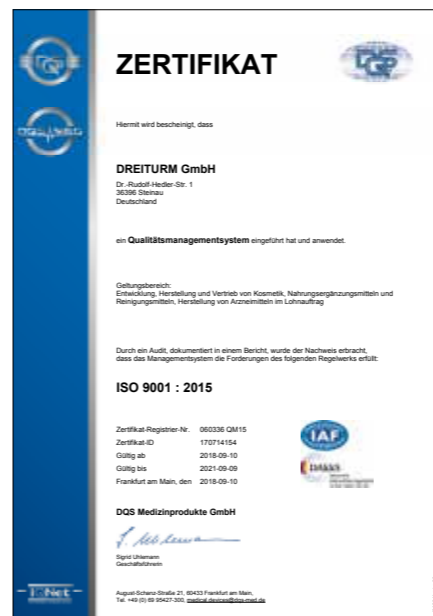 ZERTIFIKAT
Hiermit wird bescheinigt, dass
DREITURM GmbH
Dr.-Rudolf-Hedler-Str. 1
36396 Steinau
Deutschland
ein Qualitätsmanagementsystem eingeführt hat und anwendet.
Geltungsbereich:
Entwicklung, Herstellung und Vertrieb von Kosmetik, Nahrungsergänzungsmitteln und
Reinigungsmitteln, Herstellung von Arzneimitteln im Lohnauftrag
Durch ein Audit, dokumentiert in einem Bericht, wurde der Nachweis erbracht,
dass das Managementsystem die Forderungen des folgenden Regelwerks erfüllt:
ISO 9001 : 2015
Zertifikat-Registrier-Nr. 060336 QM15
Zertifikat-ID 170714154
Gültig ab 2018-09-10
Gültig bis 2021-09-09
Frankfurt am Main, den 2018-09-10
IAF
DAkkS
DQS Medizinprodukte GmbH
Sigrid Uhlemann
Geschäftsführerin
IQNet
August-Schanz-Straße 21, 60433 Frankfurt am Main,
Tel. +49 (0) 69 95427-300, medical.devices@dqs-med.de